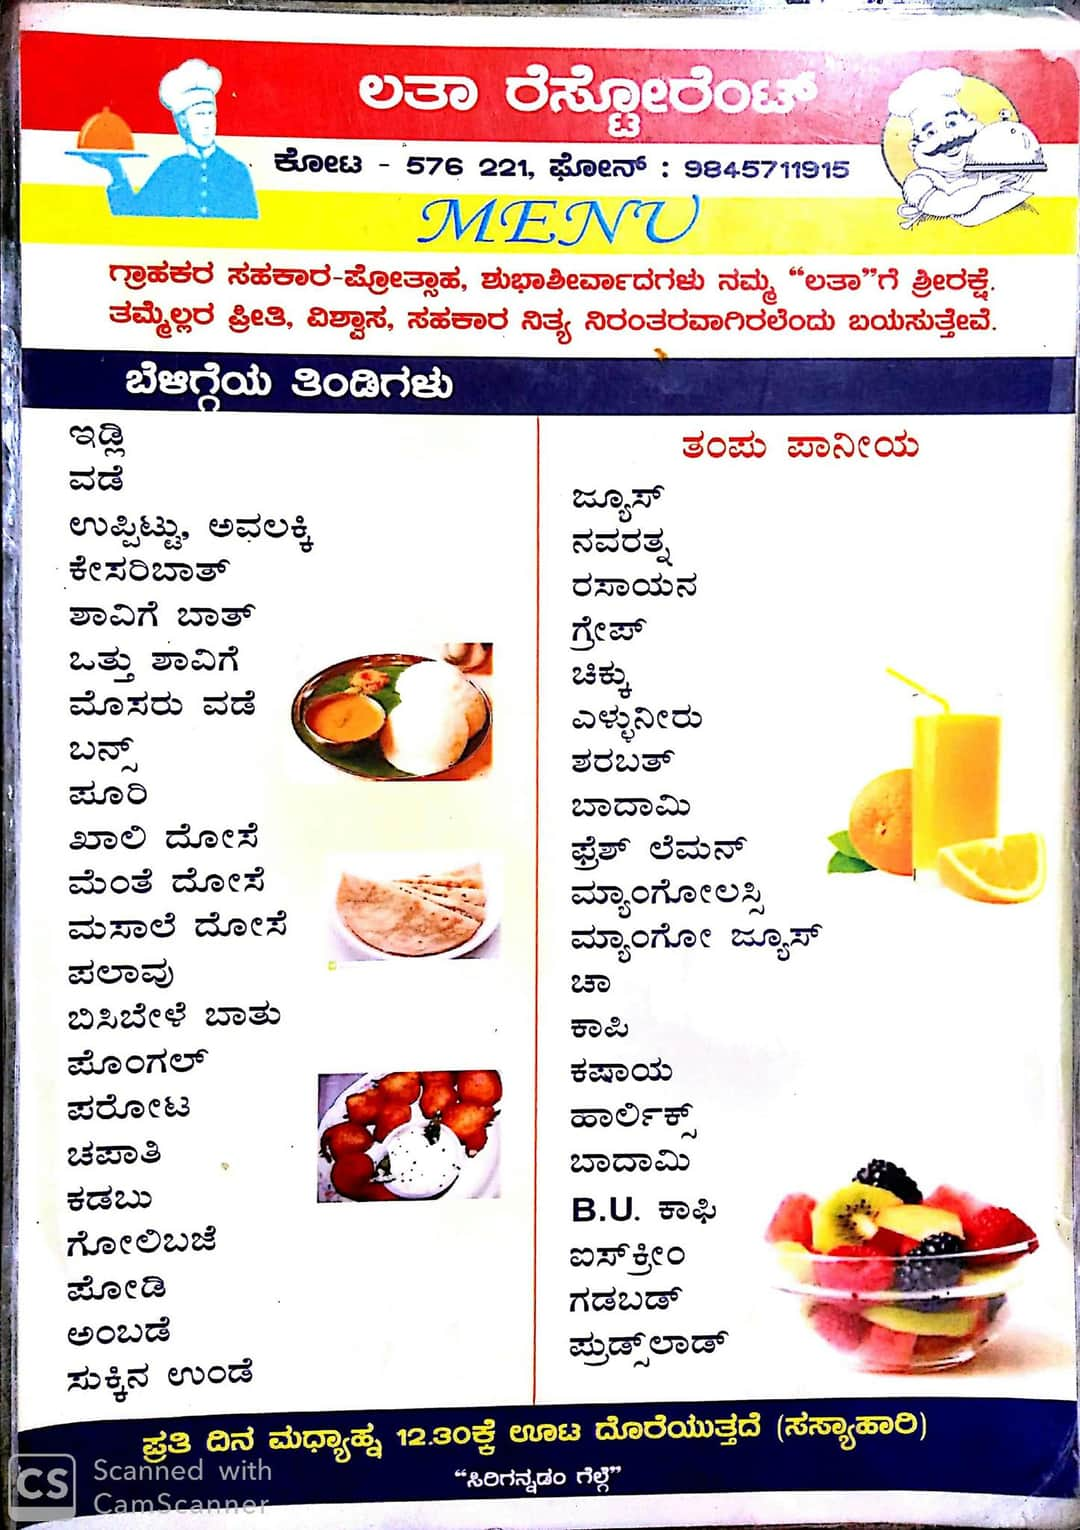 ಲತಾ ರೆಸ್ಟೋರೆಂಟ್
ಕೋಟ - 576 221, ಫೋನ್ : 9845711915
MENU
ಗ್ರಾಹಕರ ಸಹಕಾರ-ಪ್ರೋತ್ಸಾಹ, ಶುಭಾಶೀರ್ವಾದಗಳು ನಮ್ಮ “ಲತಾ”ಗೆ ಶ್ರೀರಕ್ಷೆ.
ತಮ್ಮೆಲ್ಲರ ಪ್ರೀತಿ, ವಿಶ್ವಾಸ, ಸಹಕಾರ ನಿತ್ಯ ನಿರಂತರವಾಗಿರಲೆಂದು ಬಯಸುತ್ತೇವೆ.
ಬೆಳಿಗ್ಗೆಯ ತಿಂಡಿಗಳು
ಇಡ್ಲಿ
ವಡೆ
ಉಪ್ಪಿಟ್ಟು, ಅವಲಕ್ಕಿ
ಕೇಸರಿಬಾತ್
ಶಾವಿಗೆ ಬಾತ್
ಒತ್ತು ಶಾವಿಗೆ
ಮೊಸರು ವಡೆ
ಬನ್ಸ್
ಪೂರಿ
ಖಾಲಿ ದೋಸೆ
ಮೆಂತೆ ದೋಸೆ
ಮಸಾಲೆ ದೋಸೆ
ಪಲಾವು
ಬಿಸಿಬೇಳೆ ಬಾತು
ಪೊಂಗಲ್
ಪರೋಟ
ಚಪಾತಿ
ಕಡಬು
ಗೋಲಿಬಜೆ
ಪೋಡಿ
ಅಂಬಡೆ
ಸುಕ್ಕಿನ ಉಂಡೆ
ತಂಪು ಪಾನೀಯ
ಜ್ಯೂಸ್
ನವರತ್ನ
ರಸಾಯನ
ಗ್ರೇಪ್
ಚಿಕ್ಕು
ಎಳ್ಳುನೀರು
ಶರಬತ್
ಬಾದಾಮಿ
ಫ್ರೆಶ್ ಲೆಮನ್
ಮ್ಯಾಂಗೋಲಸ್ಸಿ
ಮ್ಯಾಂಗೋ ಜ್ಯೂಸ್
ಚಾ
ಕಾಪಿ
ಕಷಾಯ
ಹಾರ್ಲಿಕ್ಸ್
ಬಾದಾಮಿ
B.U. ಕಾಫಿ
ಐಸ್‌ಕ್ರೀಂ
ಗಡಬಡ್
ಪ್ರುಡ್ಸ್‌ಲಾಡ್
ಪ್ರತಿ ದಿನ ಮಧ್ಯಾಹ್ನ 12.30ಕ್ಕೆ ಊಟ ದೊರೆಯುತ್ತದೆ (ಸಸ್ಯಾಹಾರಿ)
“ಸಿರಿಗನ್ನಡಂ ಗೆಲ್ಗೆ”
CS Scanned with
CamScanner